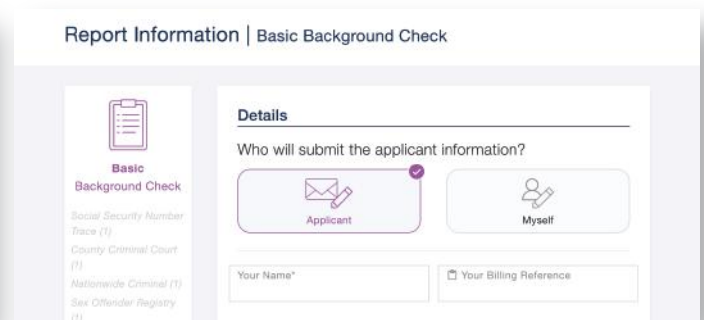 Report Information | Basic Background Check
Basic
Background Check
Social Security Number
Trace (1)
County Criminal Court
(1)
Nationwide Criminal (1)
Sex Offender Registry
(1)
Details
Who will submit the applicant information?
Applicant
Myself
Your Name*
Your Billing Reference